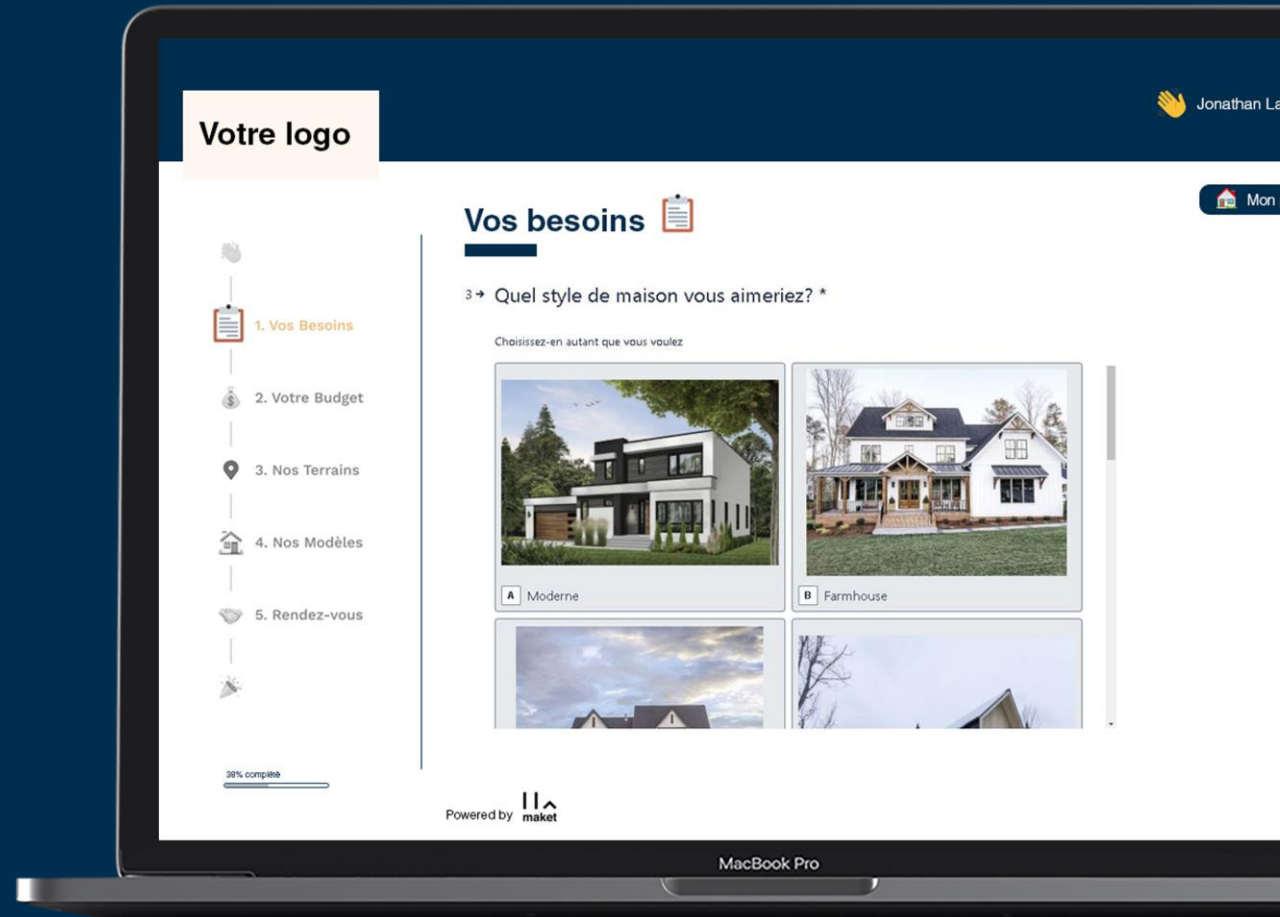 Votre logo
Jonathan La
Mon
Vos besoins
3 → Quel style de maison vous aimeriez? *
Choisissez-en autant que vous voulez
1. Vos Besoins
2. Votre Budget
3. Nos Terrains
4. Nos Modèles
5. Rendez-vous
A Moderne
B Farmhouse
38% complété
Powered by maket
MacBook Pro